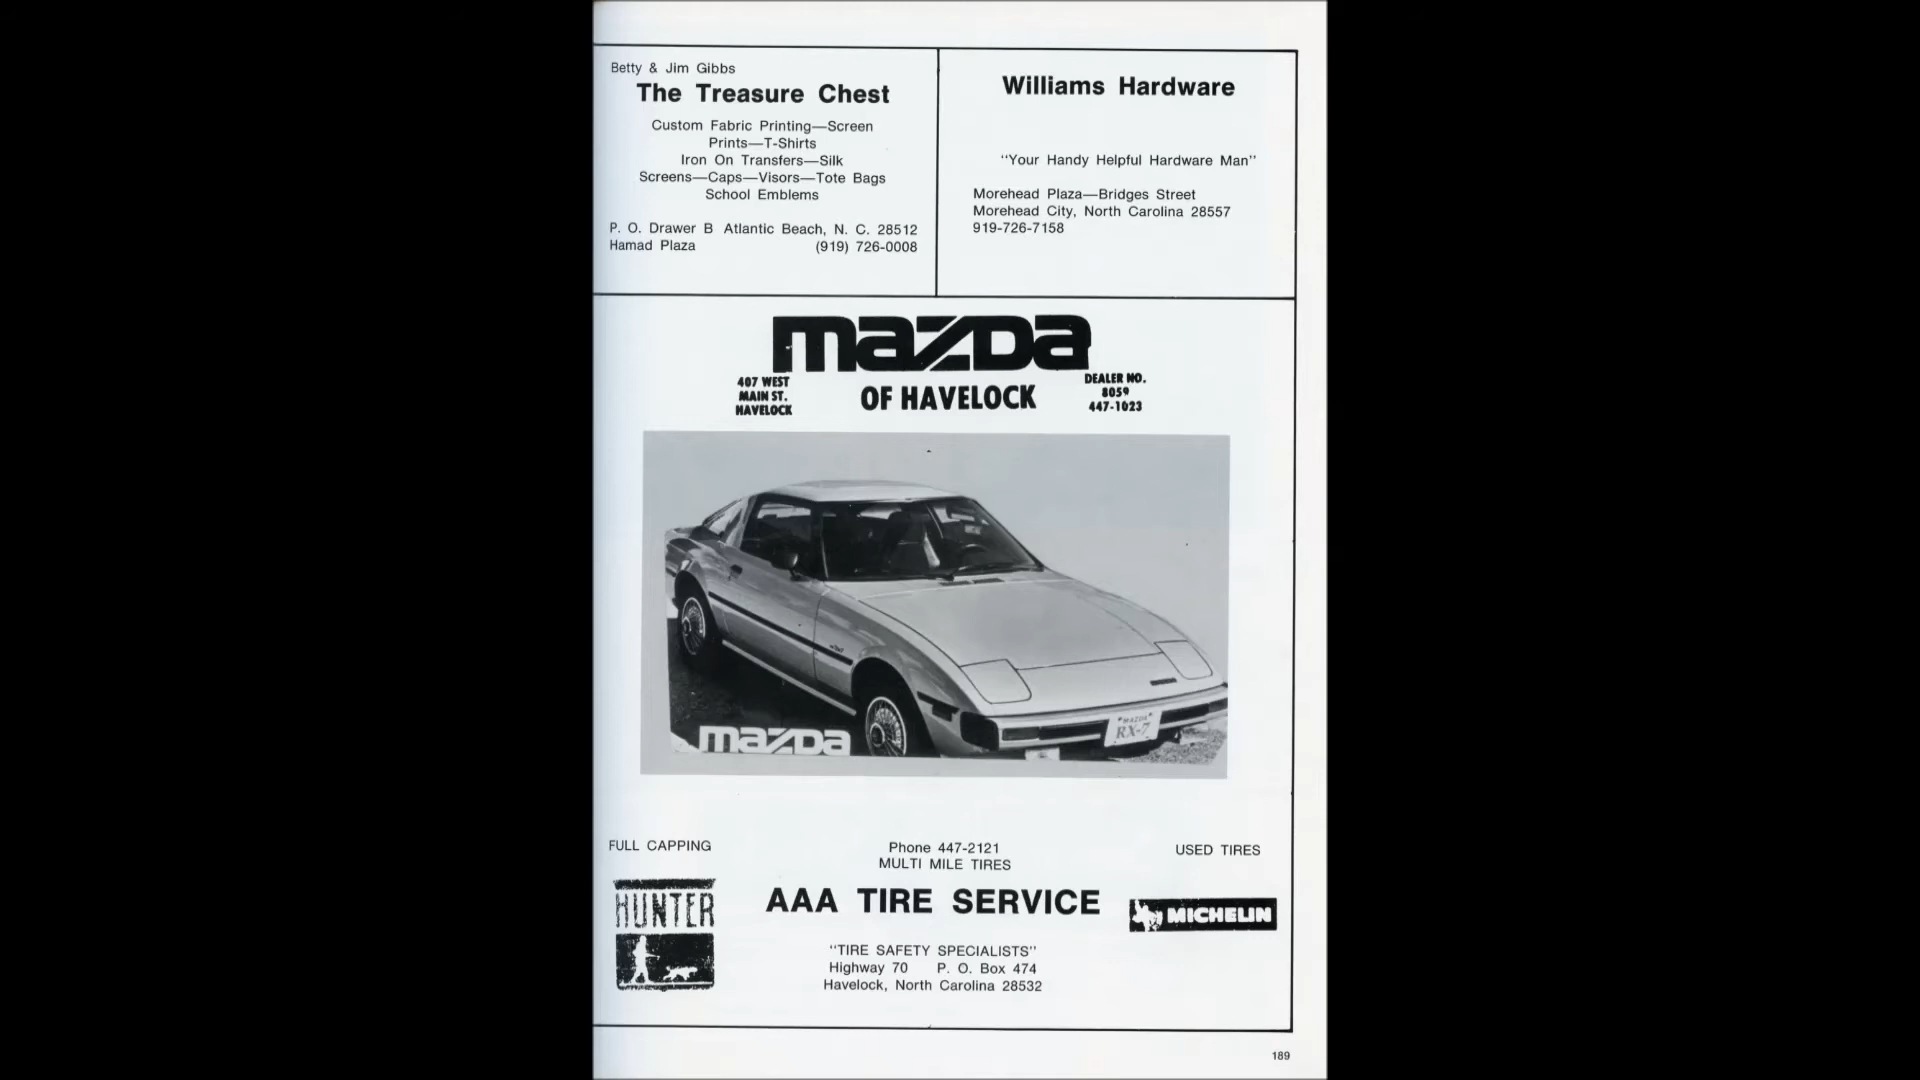 Betty & Jim Gibbs
The Treasure Chest
Custom Fabric Printing—Screen
Prints—T-Shirts
Iron On Transfers—Silk
Screens—Caps—Visors—Tote Bags
School Emblems
P. O. Drawer B Atlantic Beach, N. C. 28512
Hamad Plaza (919) 726-0008
Williams Hardware
"Your Handy Helpful Hardware Man"
Morehead Plaza—Bridges Street
Morehead City, North Carolina 28557
919-726-7158
mazDa
407 WEST
MAIN ST.
HAVELOCK
OF HAVELOCK
DEALER NO.
8059
447-1023
MAZDA
RX-7
mazDa
FULL CAPPING
Phone 447-2121
MULTI MILE TIRES
USED TIRES
HUNTER
AAA TIRE SERVICE
MICHELIN
"TIRE SAFETY SPECIALISTS"
Highway 70 P. O. Box 474
Havelock, North Carolina 28532
189